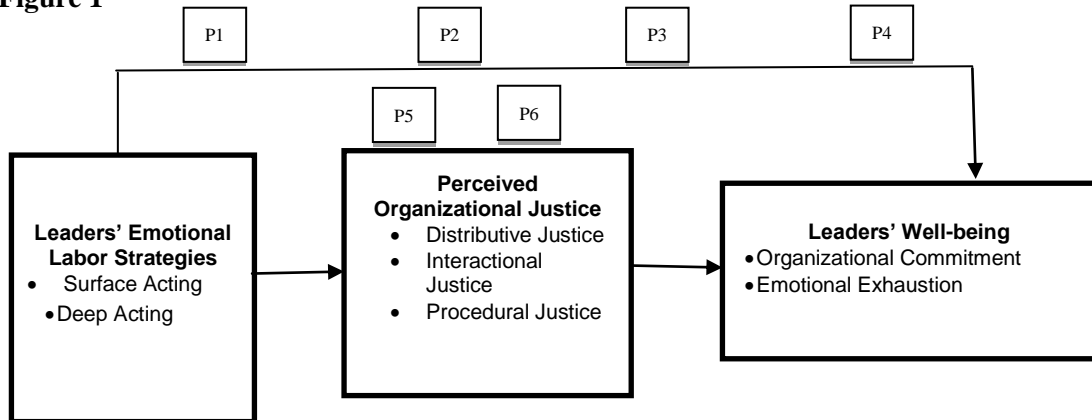 Figure 1
P1
P2
P3
P4
P5
P6
Leaders' Emotional
Labor Strategies
• Surface Acting
• Deep Acting
Perceived
Organizational Justice
• Distributive Justice
• Interactional
Justice
• Procedural Justice
Leaders' Well-being
• Organizational Commitment
• Emotional Exhaustion